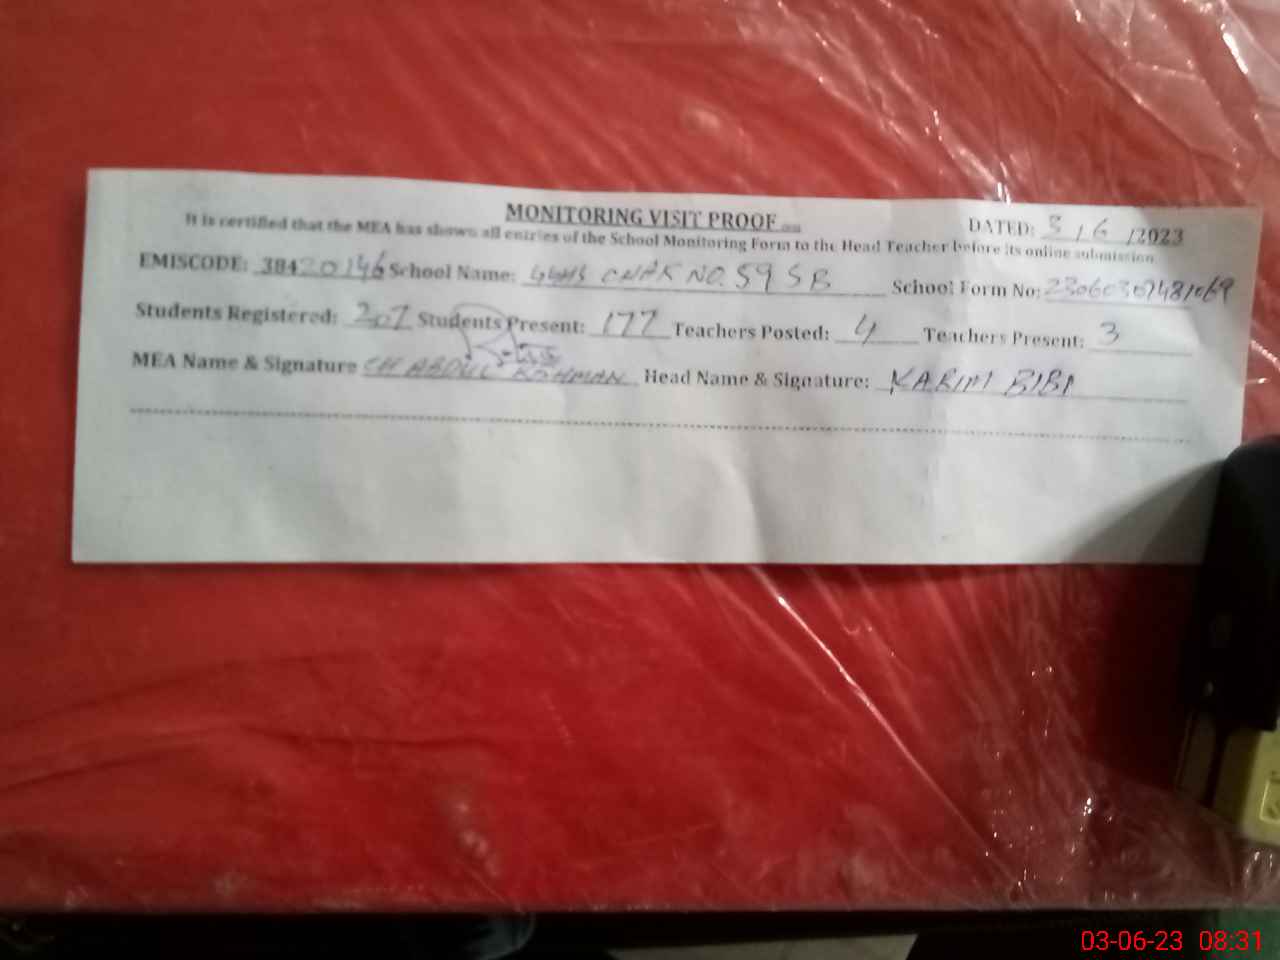 MONITORING VISIT PROOF DATED: 3/6/2023
It is certified that the MEA has shown all entries of the School Monitoring Form to the Head Teacher before its online submission
EMISCODE: 38420146 School Name: CHAK NO. 59 SB School Form No:
Students Registered: 207 Students Present: 177 Teachers Posted: 4 Teachers Present: 3
MEA Name & Signature CH ABDUL REHMAN Head Name & Signature: KARIM BIBI
03-06-23 08:31